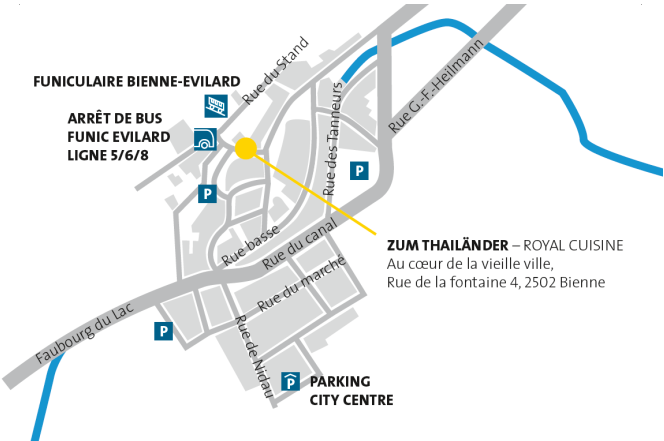 Rue du Stand
FUNICULAIRE BIENNE-EVILARD
Rue G.-F.-Heilmann
ARRÊT DE BUS
FUNIC EVILARD
LIGNE 5/6/8
Rue des Tanneurs
P
P
Rue basse
Rue du canal
ZUM THAILÄNDER – ROYAL CUISINE
Au cœur de la vieille ville,
Rue de la fontaine 4, 2502 Bienne
Rue du marché
Faubourg du Lac
P
Rue de Nidau
P
PARKING
CITY CENTRE